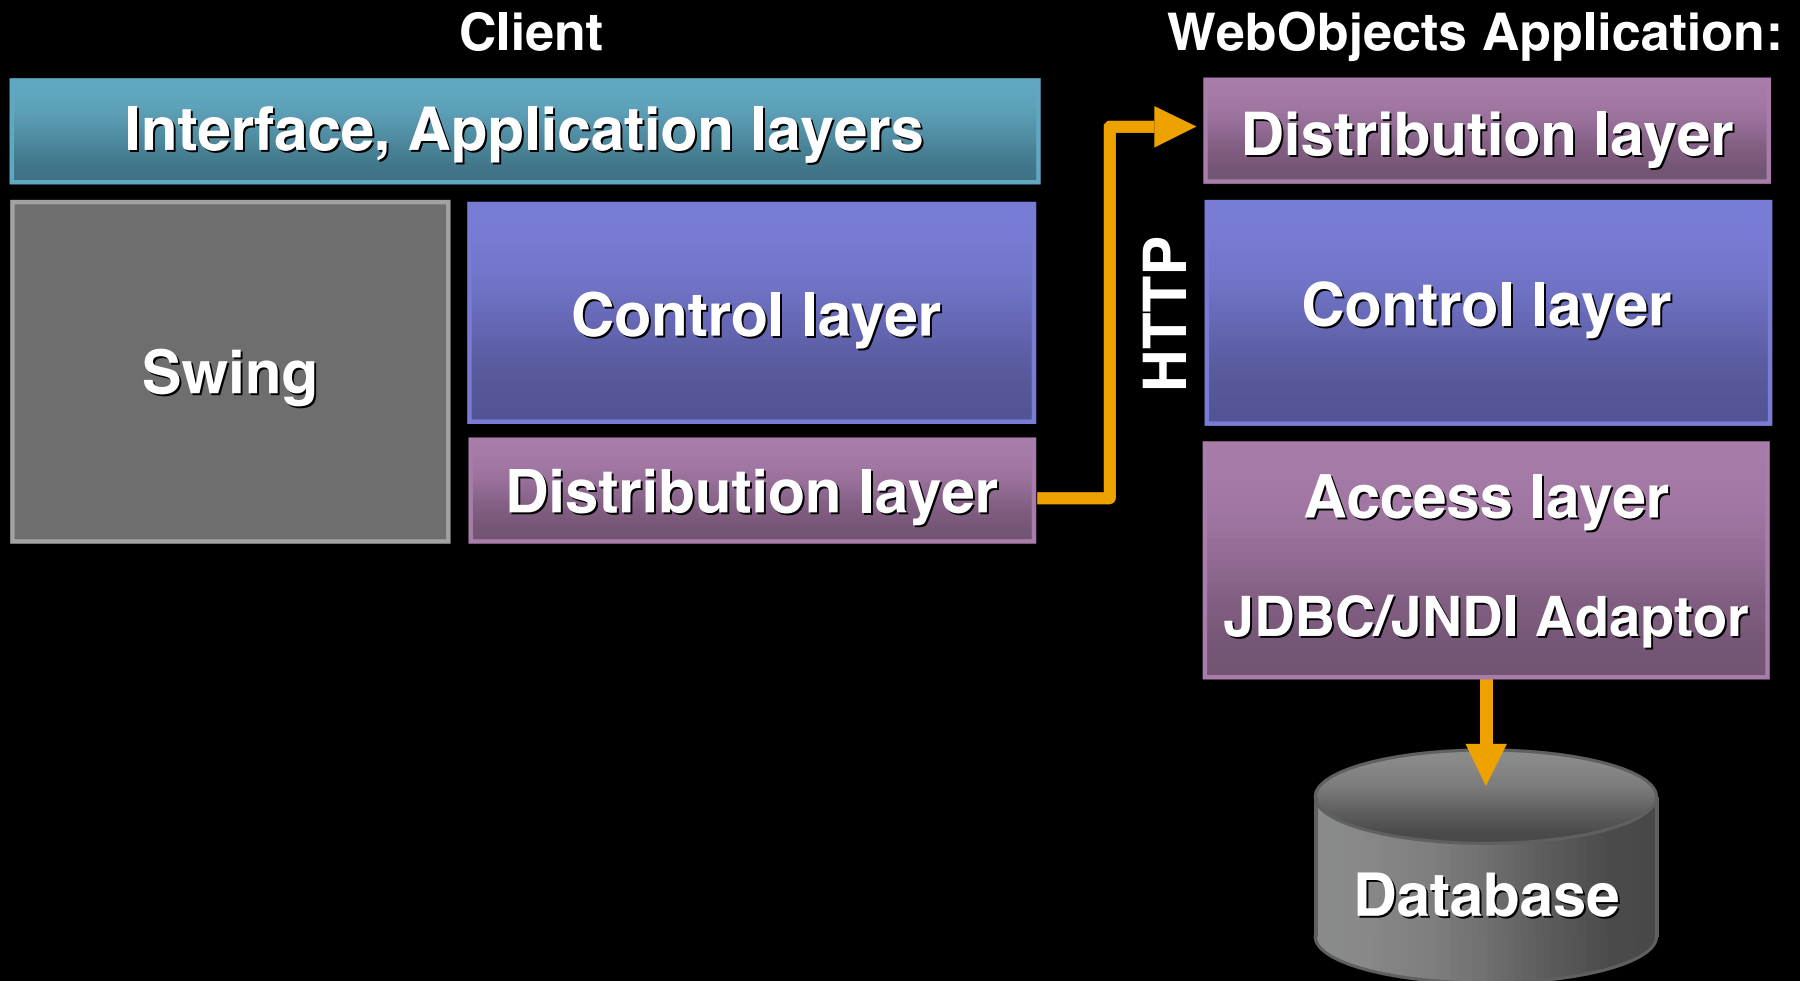 Client
Interface, Application layers
Swing
Control layer
Distribution layer
HTTP
WebObjects Application:
Distribution layer
Control layer
Access layer
JDBC/JNDI Adaptor
Database